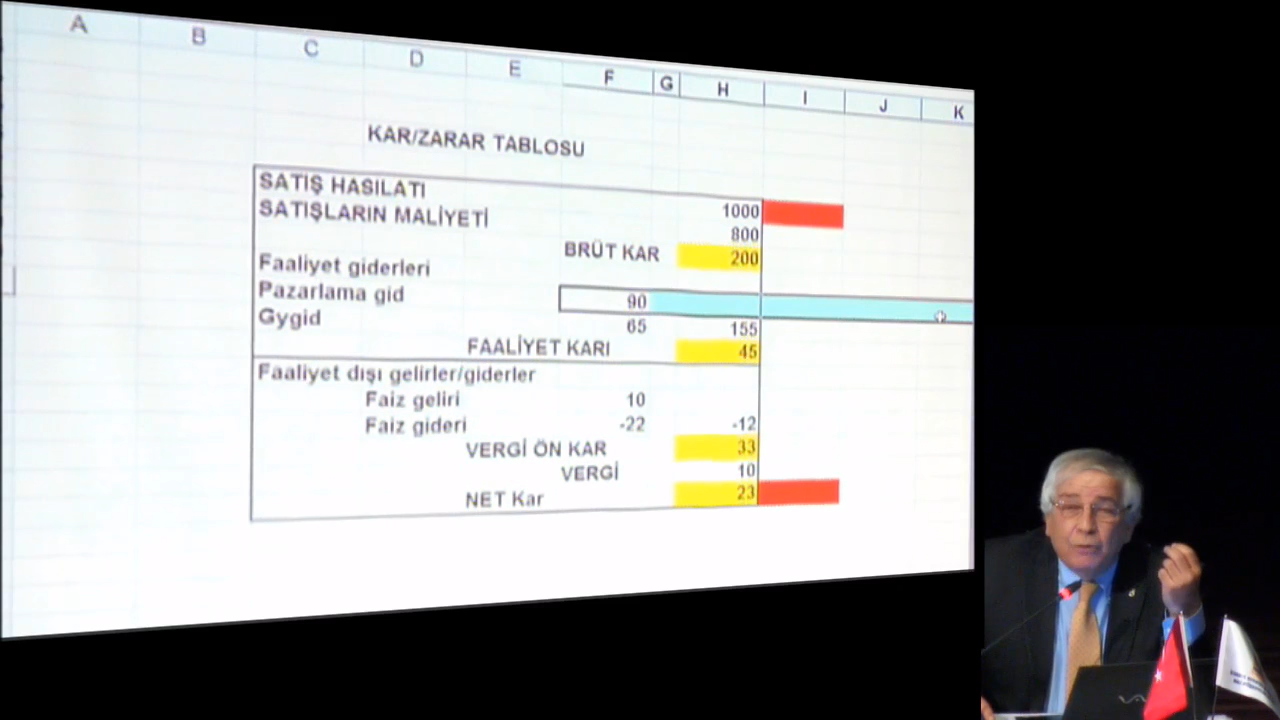 A B C D E F G H I J K
KAR/ZARAR TABLOSU
SATIŞ HASILATI 1000
SATIŞLARIN MALİYETİ 800
BRÜT KAR 200
Faaliyet giderleri
Pazarlama gid 90
Gygid 65 155
FAALİYET KARI 45
Faaliyet dışı gelirler/giderler
Faiz geliri 10
Faiz gideri -22 -12
VERGİ ÖN KAR 33
VERGİ 10
NET Kar 23